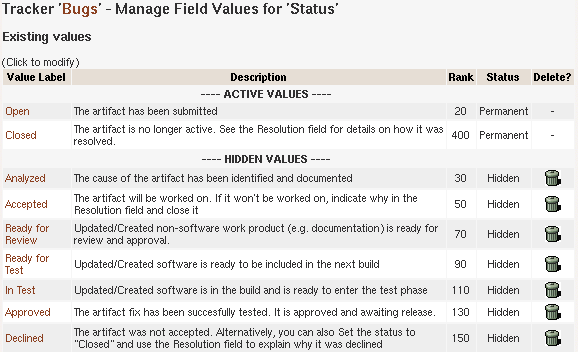 Tracker 'Bugs' - Manage Field Values for 'Status'
Existing values
(Click to modify)
Value Label Description Rank Status Delete?
---- ACTIVE VALUES ----
Open The artifact has been submitted 20 Permanent -
Closed The artifact is no longer active. See the Resolution field for details on how it was resolved. 400 Permanent -
---- HIDDEN VALUES ----
Analyzed The cause of the artifact has been identified and documented 30 Hidden
Accepted The artifact will be worked on. If it won't be worked on, indicate why in the Resolution field and close it 50 Hidden
Ready for Review Updated/Created non-software work product (e.g. documentation) is ready for review and approval. 70 Hidden
Ready for Test Updated/Created software is ready to be included in the next build 90 Hidden
In Test Updated/Created software is in the build and is ready to enter the test phase 110 Hidden
Approved The artifact fix has been succesfully tested. It is approved and awaiting release. 130 Hidden
Declined The artifact was not accepted. Alternatively, you can also Set the status to "Closed" and use the Resolution field to explain why it was declined 150 Hidden